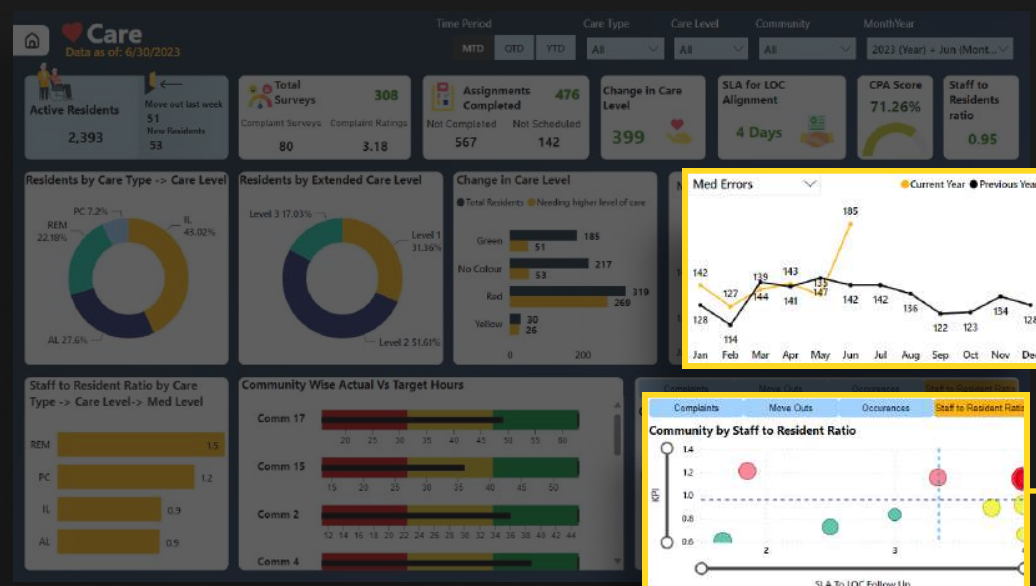 Care
Data as of: 6/30/2023
Time Period
MTD QTD YTD
Care Type
All
Care Level
All
Community
All
MonthYear
2023 (Year) + Jun (Mont...
Active Residents
2,393
Move out last week
51
New Residents
53
Total Surveys
308
Complaint Surveys Complaint Ratings
80 3.18
Assignments Completed
476
Not Completed Not Scheduled
567 142
Change in Care Level
399
SLA for LOC Alignment
4 Days
CPA Score
71.26%
Staff to Residents ratio
0.95
Residents by Care Type -> Care Level
PC 7.2%
REM 22.18%
IL 43.02%
AL 27.6%
Residents by Extended Care Level
Level 3 17.03%
Level 1 31.36%
Level 2 51.61%
Change in Care Level
Total Residents Needing higher level of care
Green 185 51
No Colour 217 53
Red 319 269
Yellow 30 26
0 200
Med Errors
Current Year Previous Year
185
142 127 139 143 135
128 114 144 141 147 142 142 136 122 123 134 128
Jan Feb Mar Apr May Jun Jul Aug Sep Oct Nov Dec
Staff to Resident Ratio by Care
Type -> Care Level-> Med Level
REM 1.5
PC 1.2
IL 0.9
AL 0.9
Community Wise Actual Vs Target Hours
Comm 17
20 25 30 35 40 45 50 55 60
Comm 15
15 20 25 30 35 40 45 50
Comm 2
12 14 16 18 20 22 24 26 28 30 32 34 36 38 40 42 44
Comm 4
Complaints Move Outs Occurences Staff to Resident Ratio
Complaints Move Outs Occurences Staff to Resident Ratio
Community by Staff to Resident Ratio
KPI
1.4
1.2
1.0
0.8
0.6
2 3
SLA To LOC Follow Up